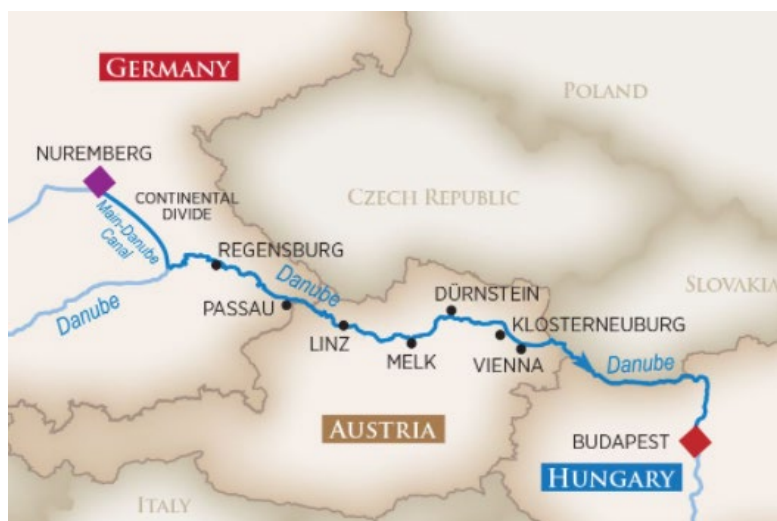 GERMANY
POLAND
NUREMBERG
CONTINENTAL
DIVIDE
Main-Danube
Canal
CZECH REPUBLIC
REGENSBURG
Danube
SLOVAKIA
Danube
PASSAU
DÜRNSTEIN
LINZ
MELK
KLOSTERNEUBURG
VIENNA
Danube
AUSTRIA
BUDAPEST
HUNGARY
ITALY